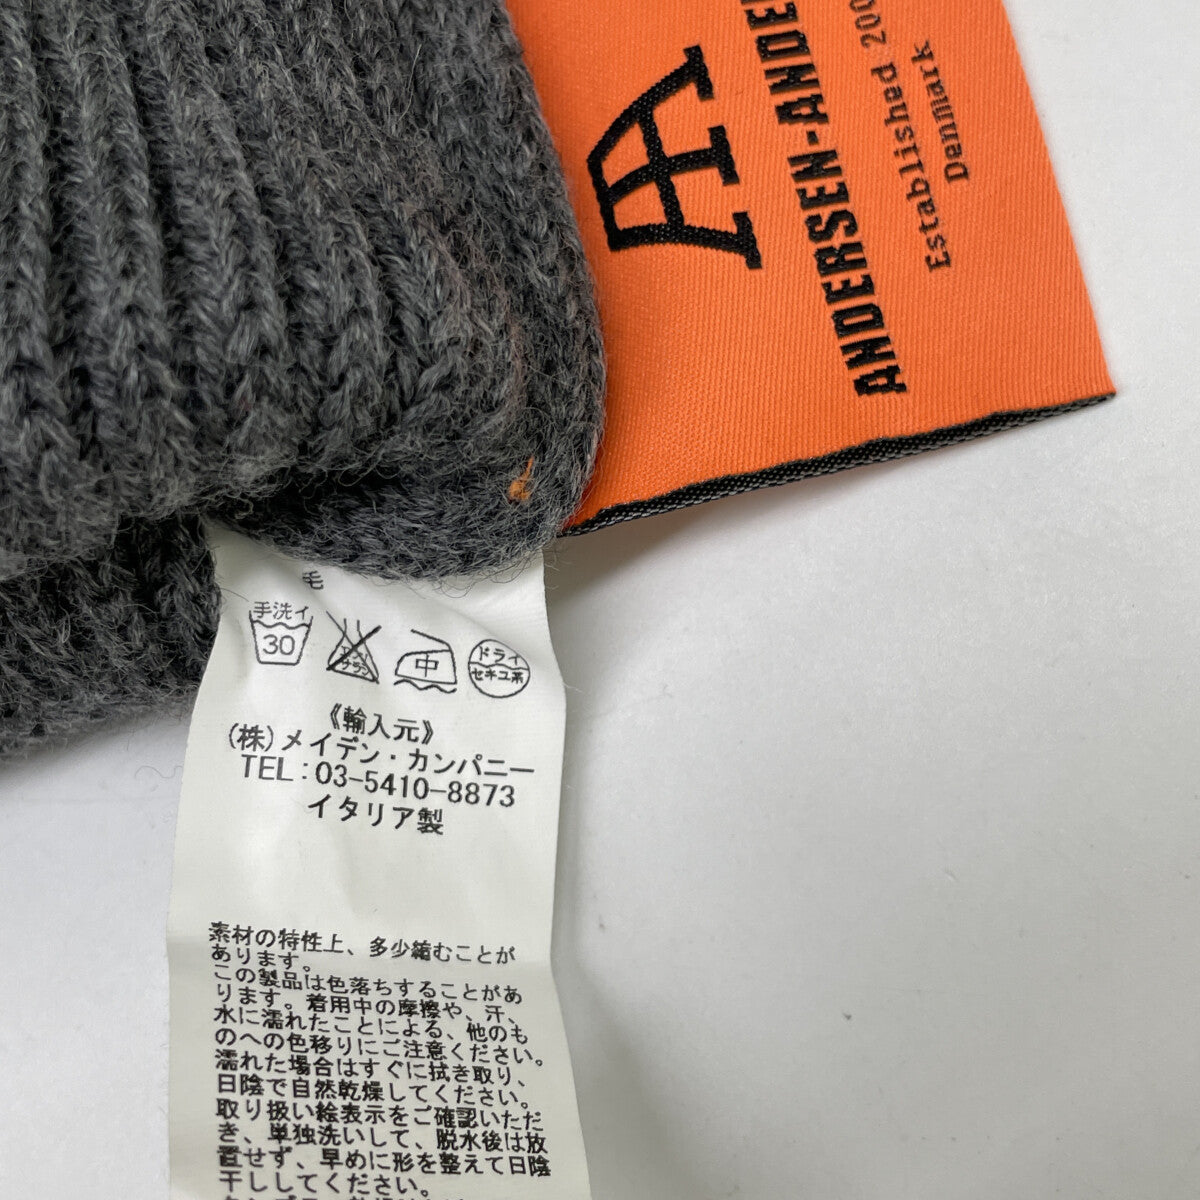 ANDERSEN-ANDE
Established 200
Denmark
毛
手洗イ
30
エンソ
サラシ
中
ドライ
セキユ系
《輸入元》
(株)メイデン・カンパニー
TEL:03-5410-8873
イタリア製
素材の特性上、多少縮むことが
あります。
この製品は色落ちすることがあ
ります。着用中の摩擦や、汗、
水に濡れたことによる、他のも
のへの色移りにご注意ください。
濡れた場合はすぐに拭き取り、
日陰で自然乾燥してください。
取り扱い絵表示をご確認いただ
き、単独洗いして、脱水後は放
置せず、早めに形を整えて日陰
干ししてください。